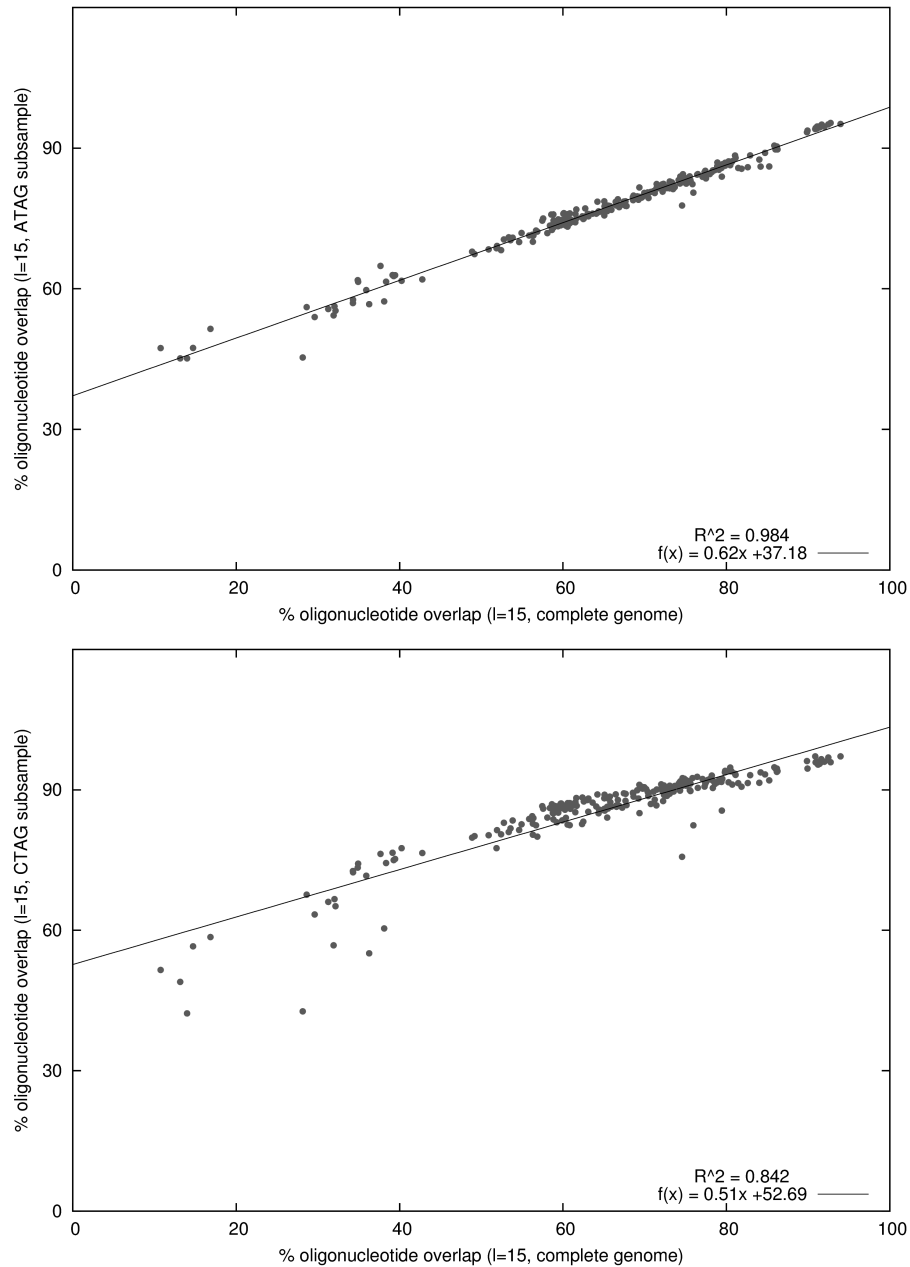 % oligonucleotide overlap (l=15, ATAG subsample)
90
60
30
0
R^2 = 0.984
f(x) = 0.62x +37.18
0 20 40 60 80 100
% oligonucleotide overlap (l=15, complete genome)
% oligonucleotide overlap (l=15, CTAG subsample)
90
60
30
0
R^2 = 0.842
f(x) = 0.51x +52.69
0 20 40 60 80 100
% oligonucleotide overlap (l=15, complete genome)